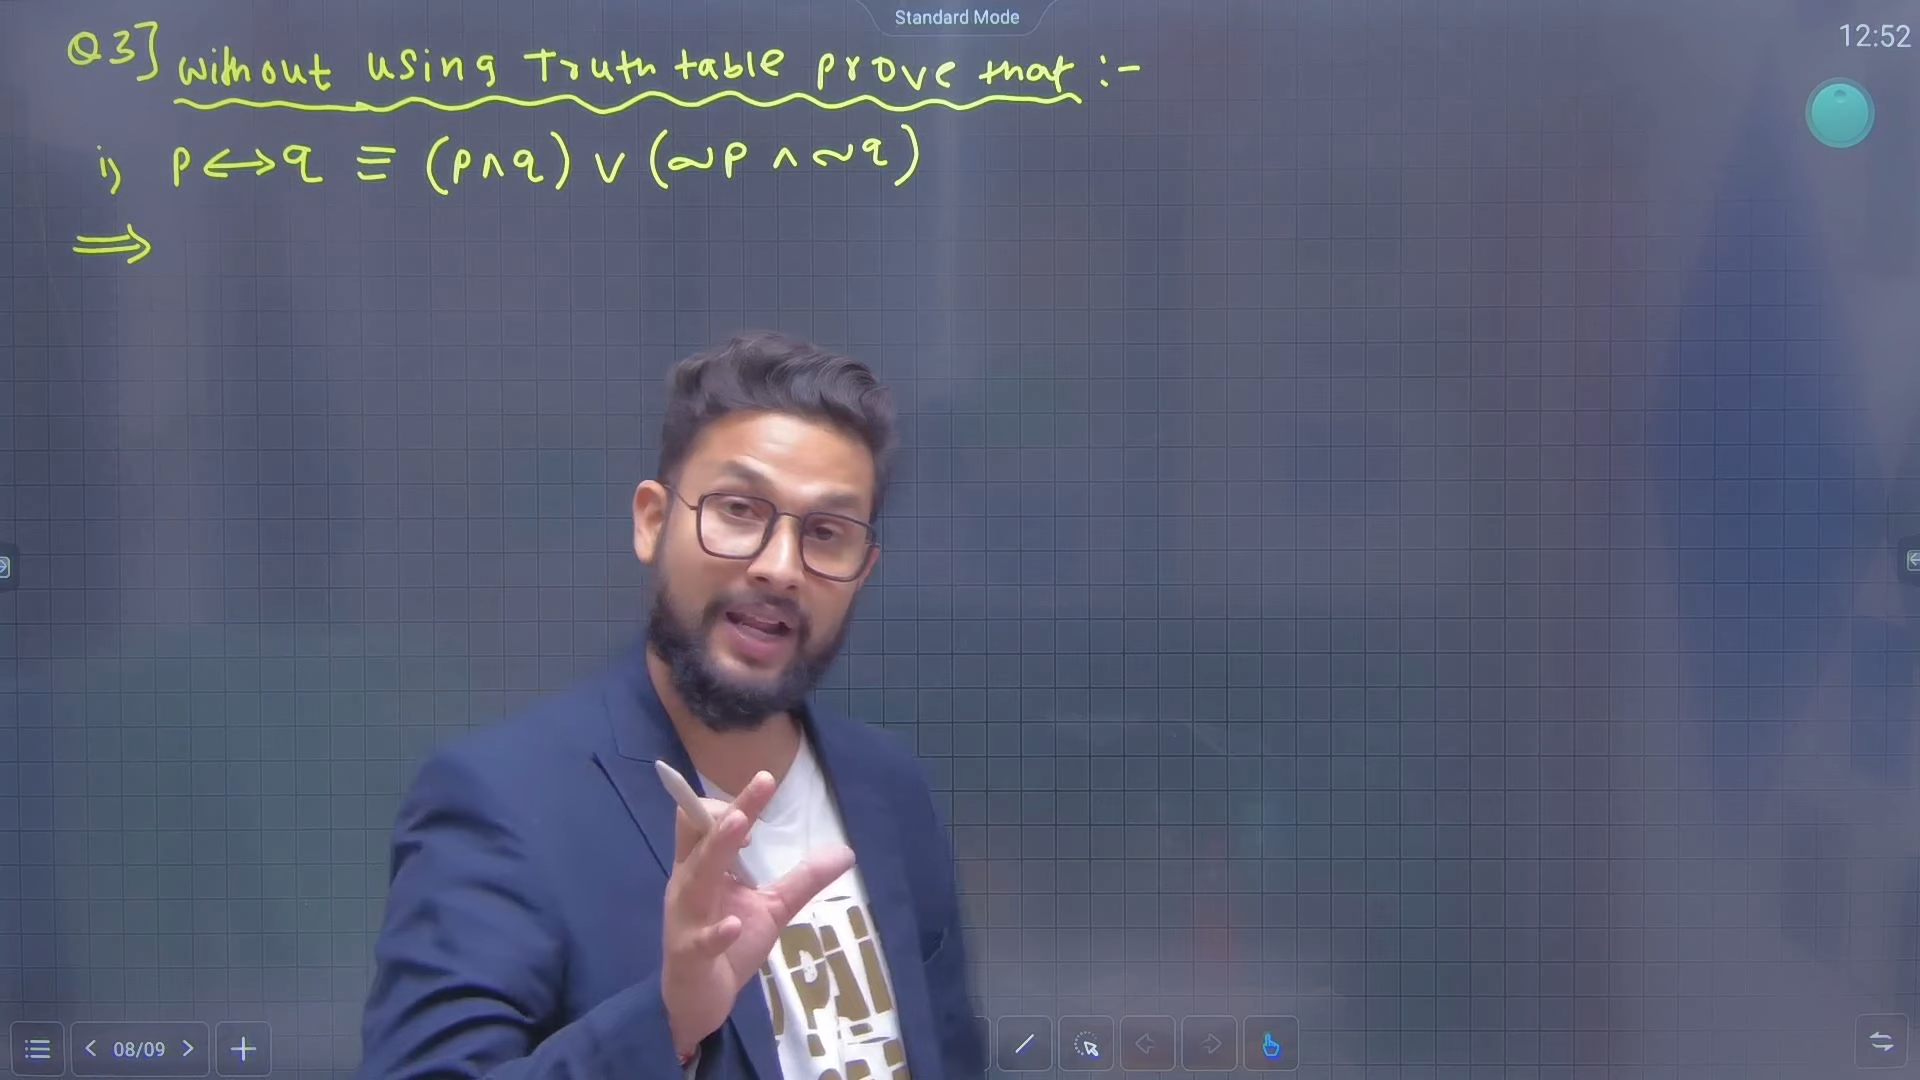 Standard Mode
12:52
Q3] without using Truth table prove that :-
i) p ↔ q ≡ (p ∧ q) ∨ (~p ∧ ~q)
⇒
08/09